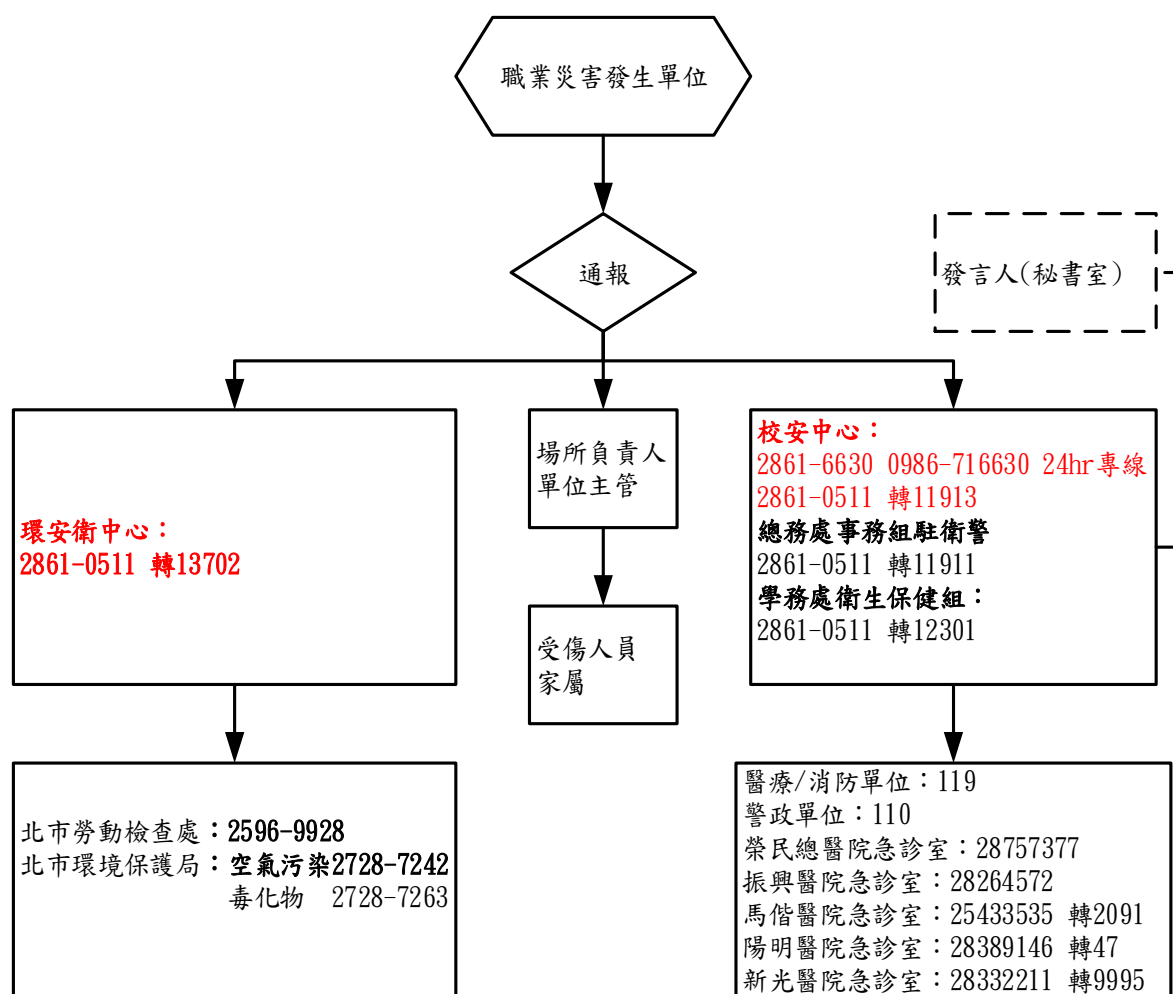 職業災害發生單位
通報
發言人(秘書室)
環安衛中心：
2861-0511 轉13702
場所負責人
單位主管
校安中心：
2861-6630 0986-716630 24hr專線
2861-0511 轉11913
總務處事務組駐衛警
2861-0511 轉11911
學務處衛生保健組：
2861-0511 轉12301
受傷人員
家屬
北市勞動檢查處：2596-9928
北市環境保護局：空氣污染2728-7242
毒化物 2728-7263
醫療/消防單位：119
警政單位：110
榮民總醫院急診室：28757377
振興醫院急診室：28264572
馬偕醫院急診室：25433535 轉2091
陽明醫院急診室：28389146 轉47
新光醫院急診室：28332211 轉9995